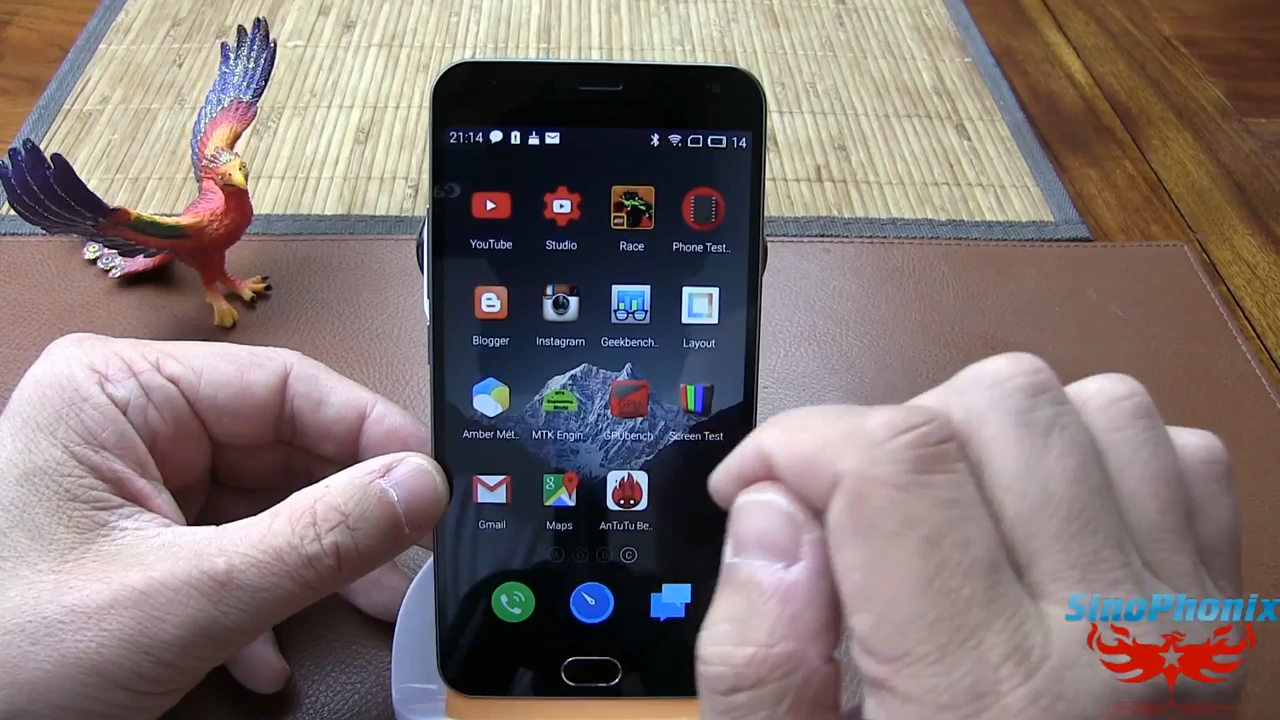 21:14
14
YouTube
Studio
Race
Phone Test..
Blogger
Instagram
Geekbench..
Layout
Amber Mét..
MTK Engin..
GPUbench
Screen Test
GPU
Gmail
Maps
AnTuTu Be..
C
SinoPhonix